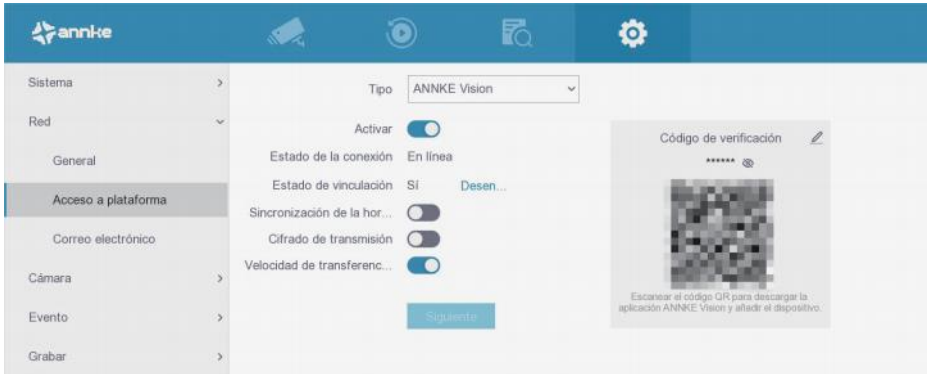 annke
Sistema
Red
General
Acceso a plataforma
Correo electrónico
Cámara
Evento
Grabar
Tipo ANNKE Vision
Activar
Estado de la conexión En línea
Estado de vinculación Sí Desen...
Sincronización de la hor...
Cifrado de transmisión
Velocidad de transferenc...
Siguiente
Código de verificación
******
Escanear el código QR para descargar la
aplicación ANNKE Vision y añadir el dispositivo.